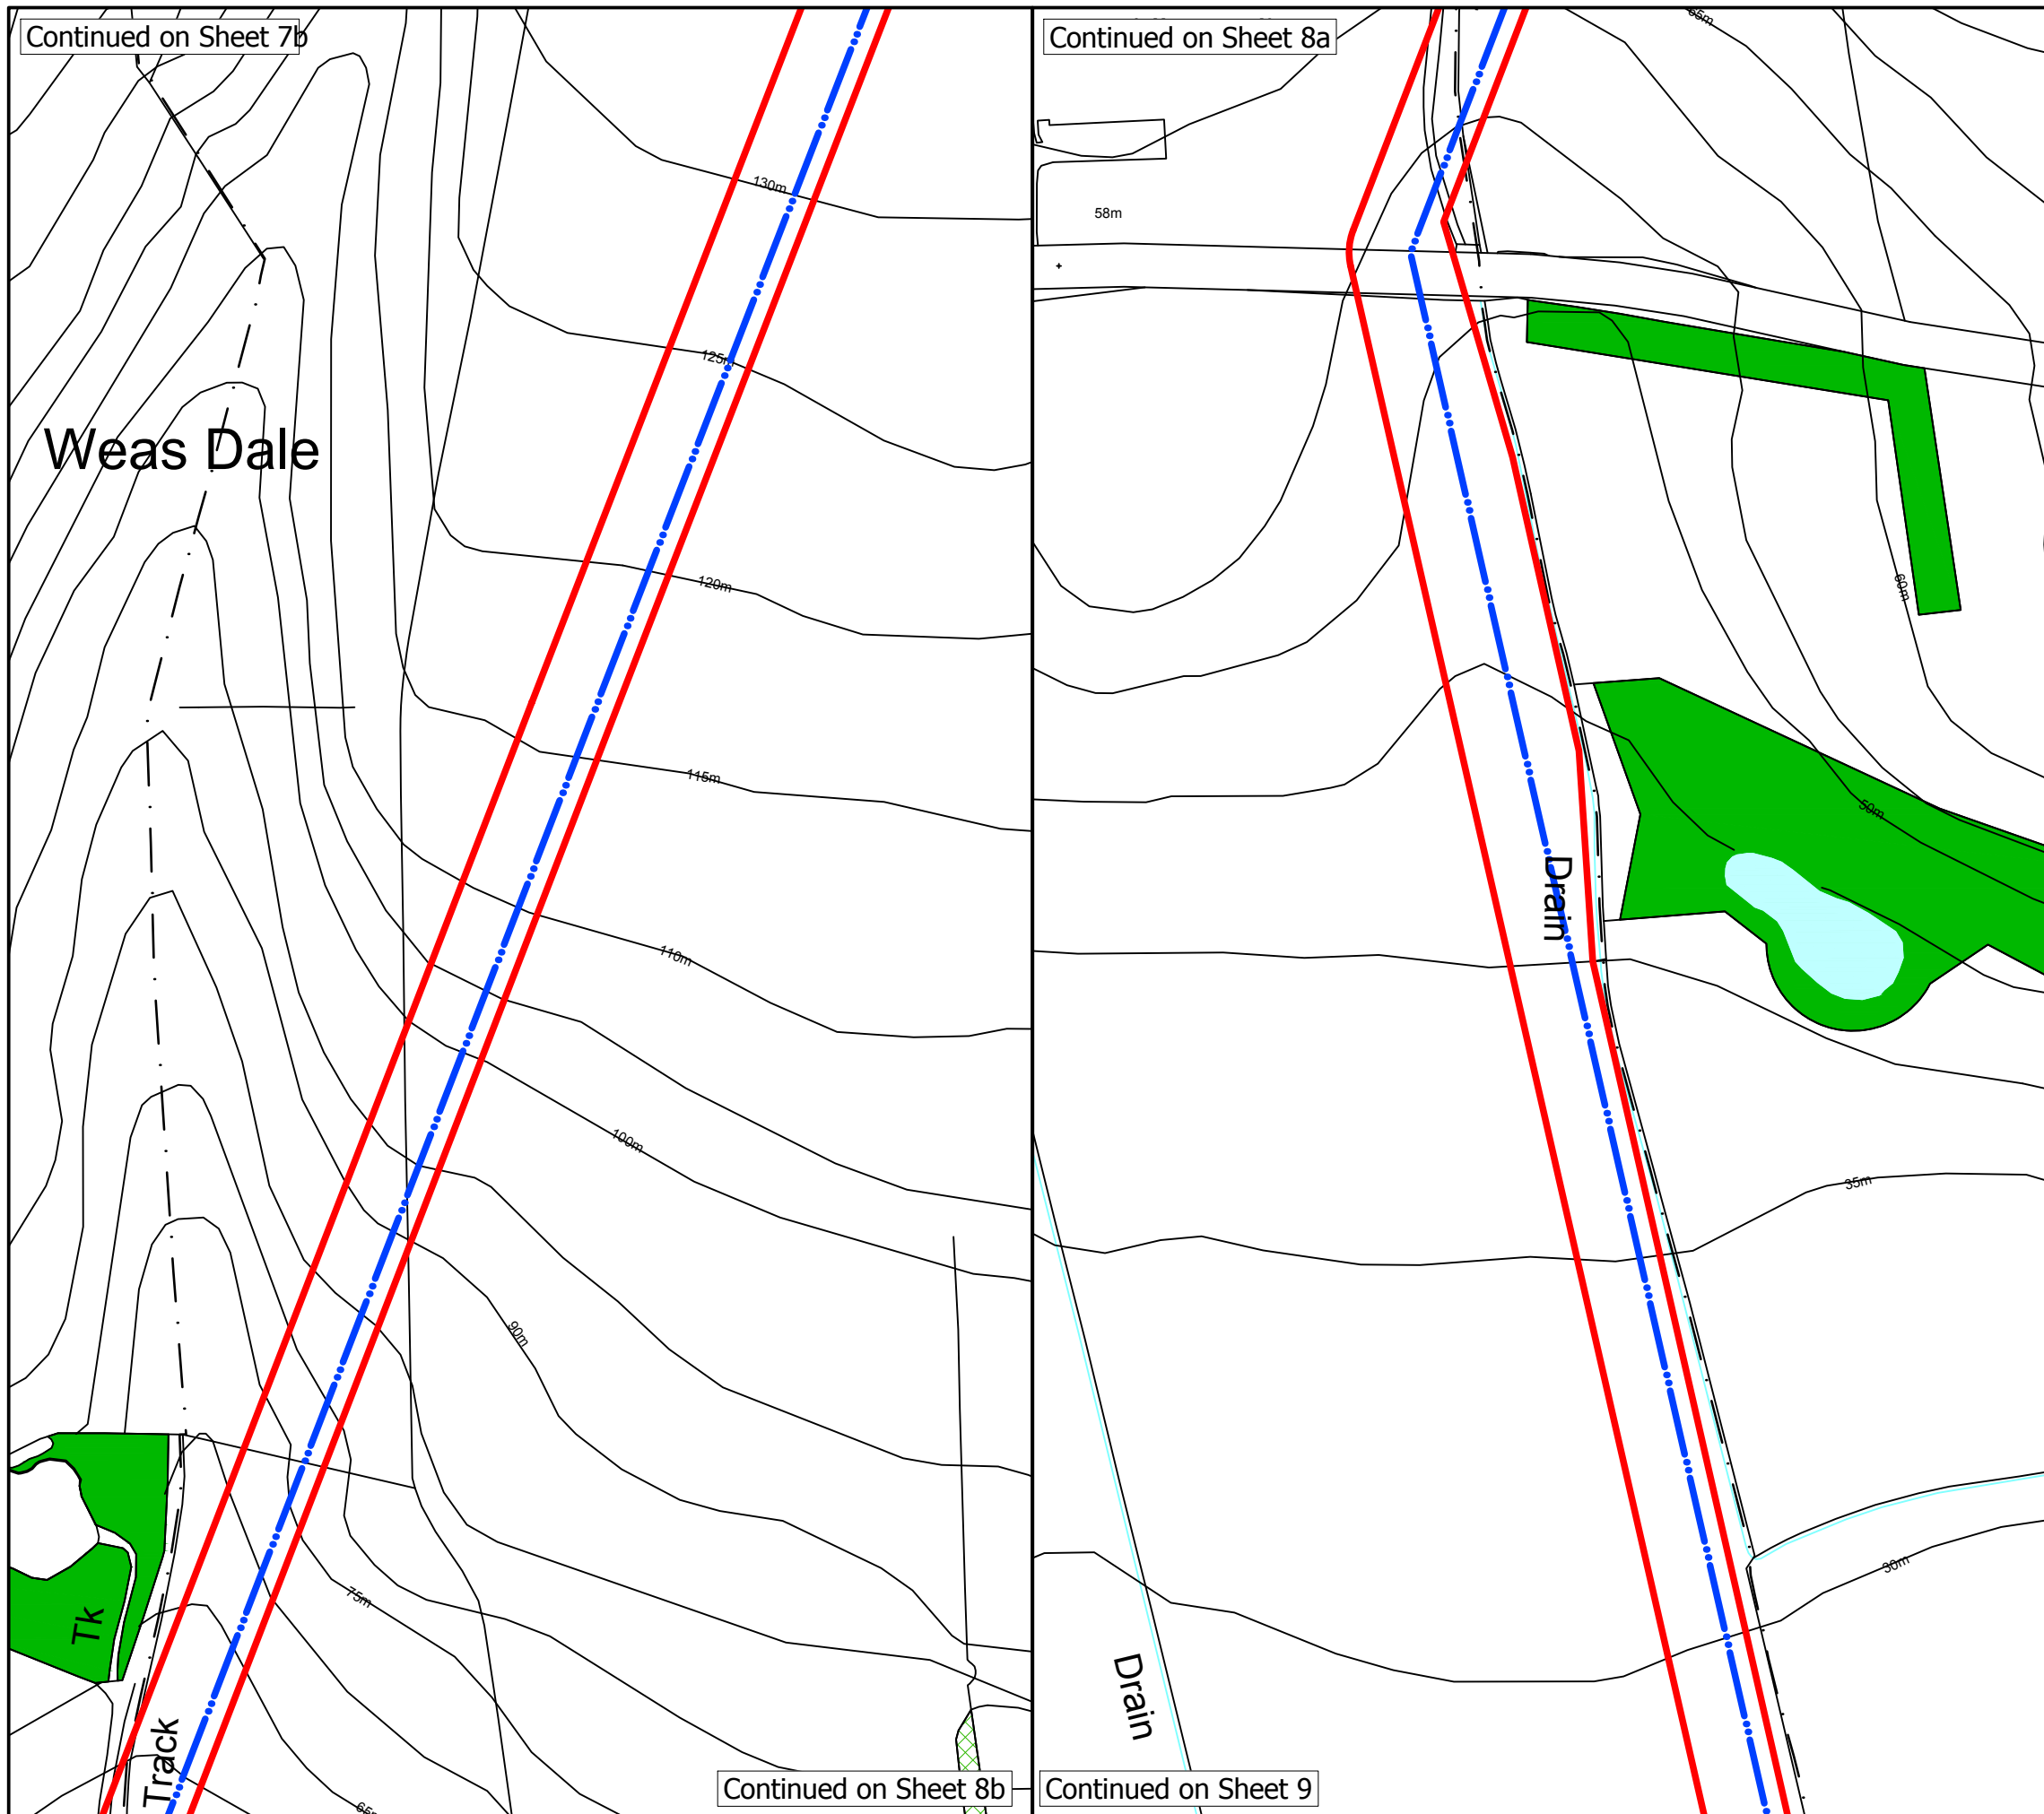 Continued on Sheet 7b
130m
125m
Weas Dale
120m
115m
110m
100m
90m
75m
Tk
Track
Continued on Sheet 8b
Continued on Sheet 8a
65m
58m
60m
50m
Drain
35m
30m
Drain
Continued on Sheet 9